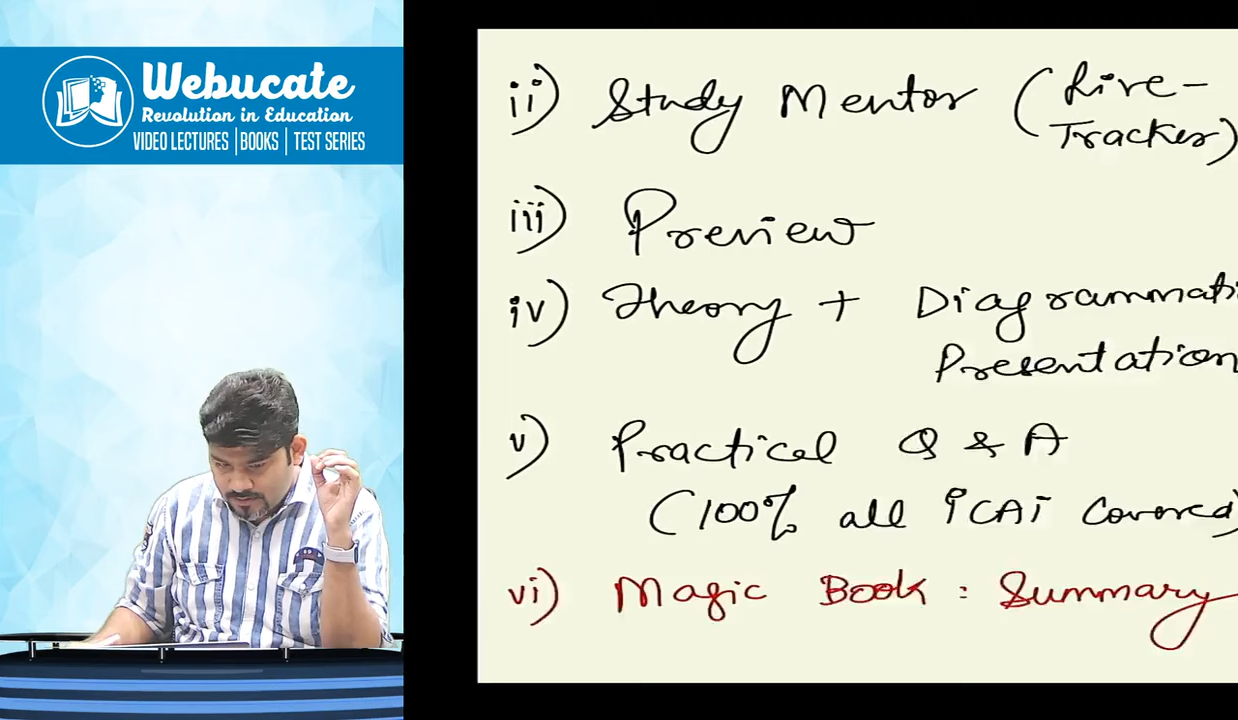 Webucate
Revolution in Education
VIDEO LECTURES | BOOKS | TEST SERIES
ii) Study Mentor (Live-
Tracker)
iii) Preview
iv) Theory + Diagrammati
Presentation
v) Practical Q & A
(100% all ICAI Covered)
vi) Magic Book : Summary